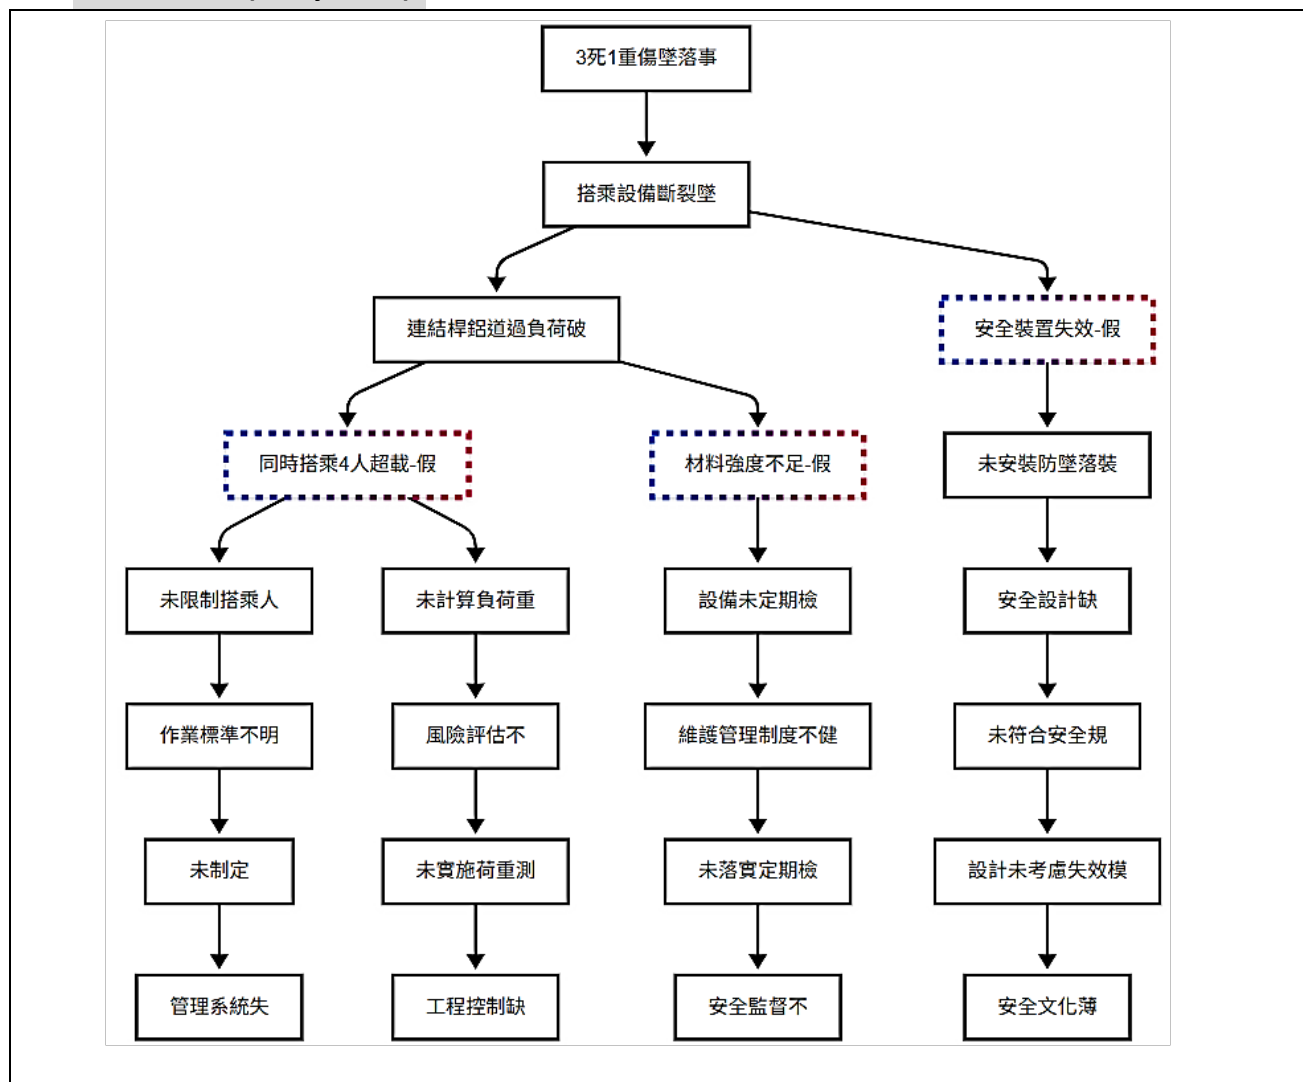 3死1重傷墜落事
搭乘設備斷裂墜
連結桿鋁道過負荷破
安全裝置失效-假
同時搭乘4人超載-假
材料強度不足-假
未安裝防墜落裝
未限制搭乘人
未計算負荷重
設備未定期檢
安全設計缺
作業標準不明
風險評估不
維護管理制度不健
未符合安全規
未制定
未實施荷重測
未落實定期檢
設計未考慮失效模
管理系統失
工程控制缺
安全監督不
安全文化薄